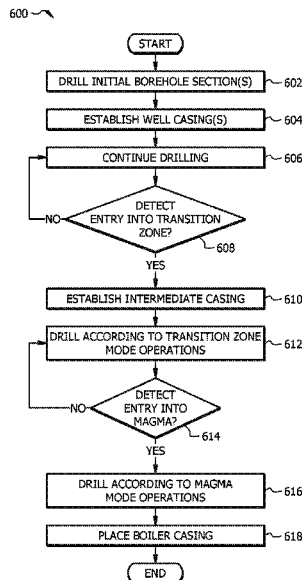 600
START
DRILL INITIAL BOREHOLE SECTION(S)
602
ESTABLISH WELL CASING(S)
604
CONTINUE DRILLING
606
DETECT
ENTRY INTO TRANSITION
ZONE?
NO
608
YES
ESTABLISH INTERMEDIATE CASING
610
DRILL ACCORDING TO TRANSITION ZONE
MODE OPERATIONS
612
DETECT
ENTRY INTO
MAGMA?
NO
614
YES
DRILL ACCORDING TO MAGMA
MODE OPERATIONS
616
PLACE BOILER CASING
618
END